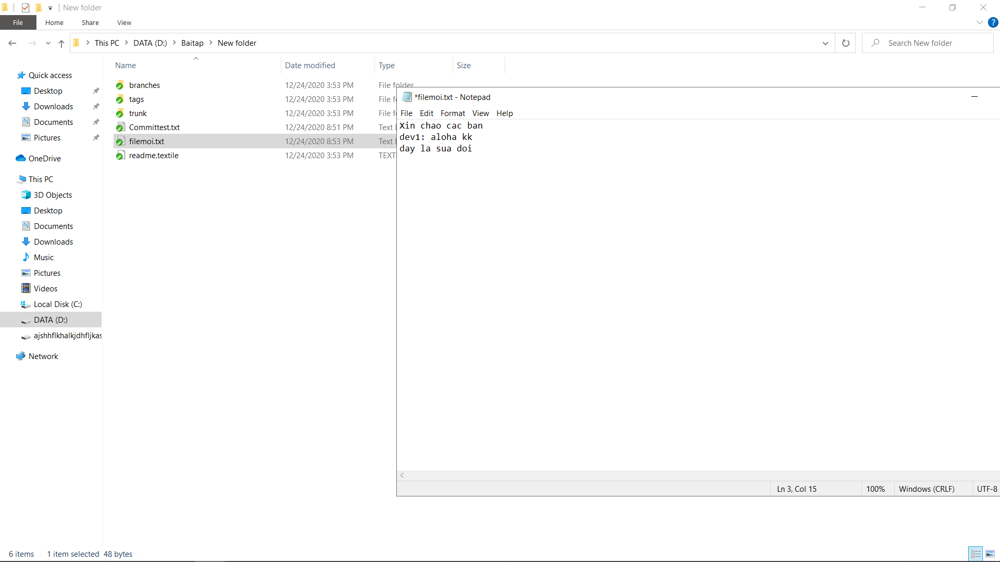 New folder
File Home Share View
This PC DATA (D:) Baitap New folder
Search New folder
Name Date modified Type Size
Quick access
Desktop
Downloads
Documents
Pictures
OneDrive
This PC
3D Objects
Desktop
Documents
Downloads
Music
Pictures
Videos
Local Disk (C:)
DATA (D:)
ajshhflkhalkjdhfljkas
Network
branches 12/24/2020 3:53 PM File folder
tags 12/24/2020 3:53 PM File f
trunk 12/24/2020 3:53 PM File f
Committest.txt 12/24/2020 8:51 PM Text
filemoi.txt 12/24/2020 8:53 PM Text
readme.textile 12/24/2020 3:53 PM TEXT
*filemoi.txt - Notepad
File Edit Format View Help
Xin chao cac ban
dev1: aloha kk
day la sua doi
Ln 3, Col 15 100% Windows (CRLF) UTF-8
6 items 1 item selected 48 bytes